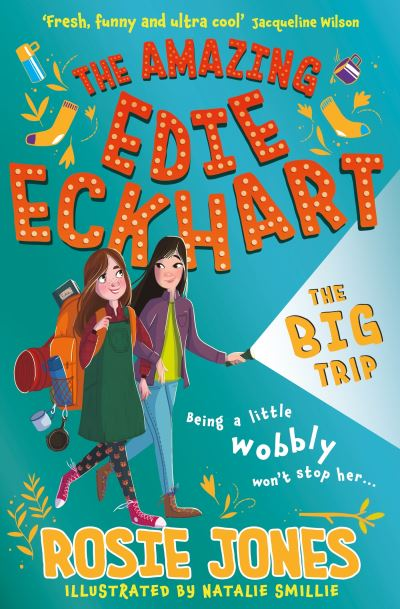 ‘Fresh, funny and ultra cool’ Jacqueline Wilson
THE AMAZING
EDIE
ECKHART
THE
BIG
TRIP
Being a little
wobbly
won't stop her...
ROSIE JONES
ILLUSTRATED BY NATALIE SMILLIE